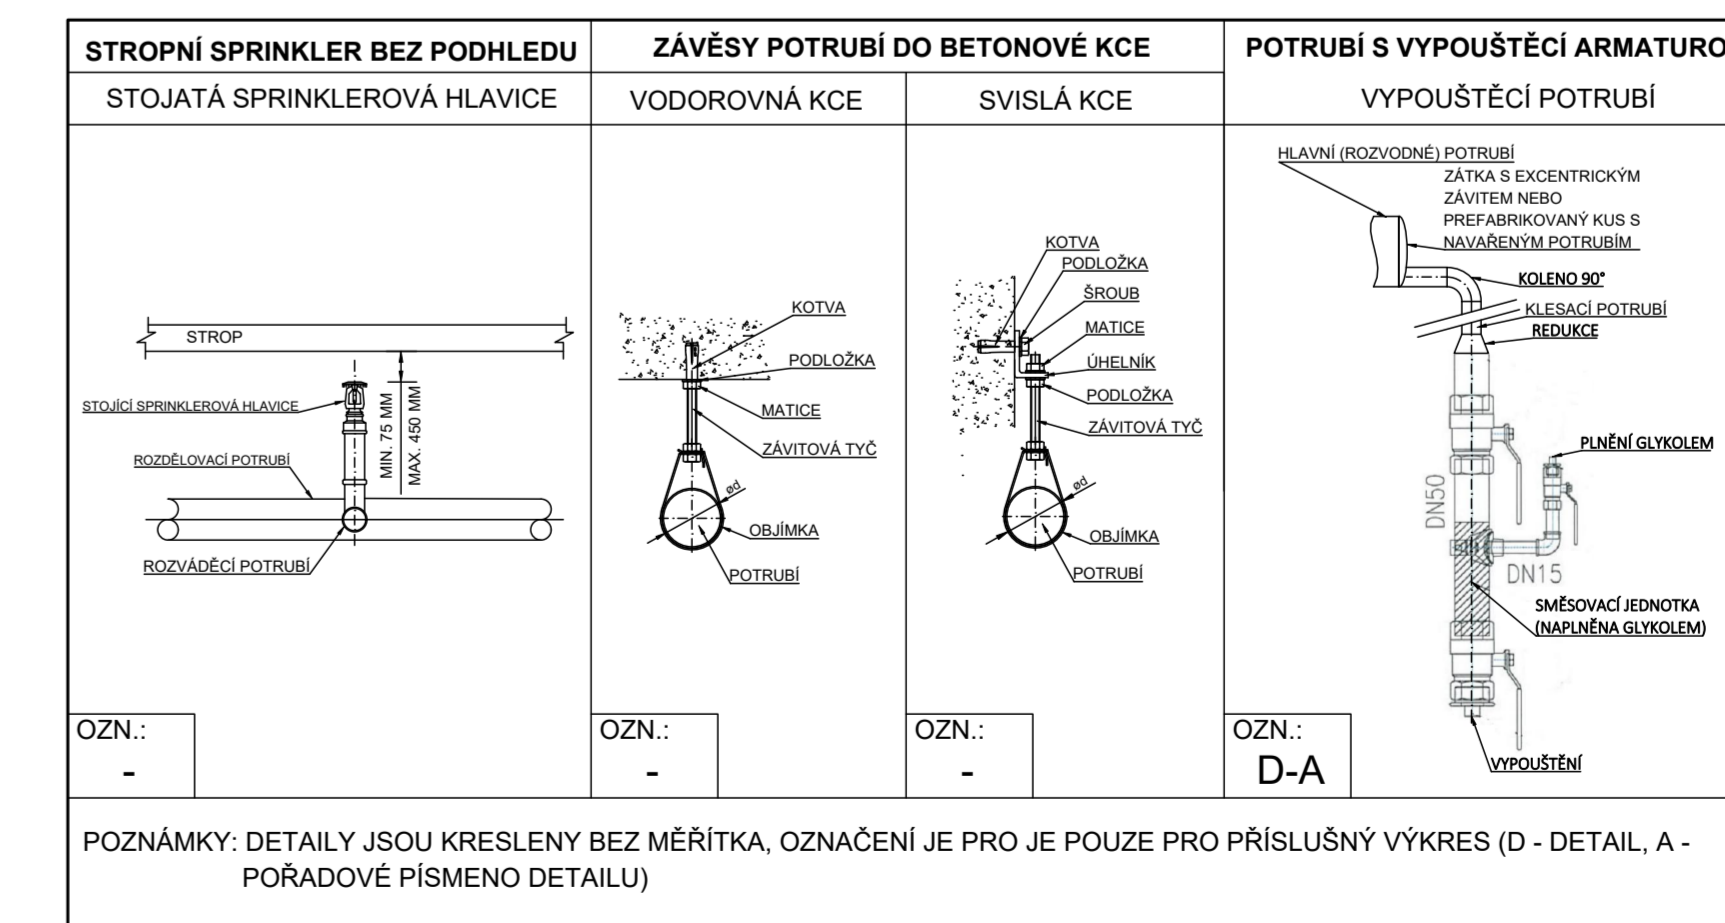 STROPNÍ SPRINKLER BEZ PODHLEDU
STOJATÁ SPRINKLEROVÁ HLAVICE
STROP
STOJÍCÍ SPRINKLEROVÁ HLAVICE
MIN. 75 MM
MAX. 450 MM
ROZDĚLOVACÍ POTRUBÍ
ROZVÁDĚCÍ POTRUBÍ
OZN.:
-
ZÁVĚSY POTRUBÍ DO BETONOVÉ KCE
VODOROVNÁ KCE
KOTVA
PODLOŽKA
MATICE
ZÁVITOVÁ TYČ
ød
OBJÍMKA
POTRUBÍ
OZN.:
-
SVISLÁ KCE
KOTVA
PODLOŽKA
ŠROUB
MATICE
ÚHELNÍK
PODLOŽKA
ZÁVITOVÁ TYČ
ød
OBJÍMKA
POTRUBÍ
OZN.:
-
POTRUBÍ S VYPOUŠTĚCÍ ARMATURO
VYPOUŠTĚCÍ POTRUBÍ
HLAVNÍ (ROZVODNÉ) POTRUBÍ
ZÁTKA S EXCENTRICKÝM
ZÁVITEM NEBO
PREFABRIKOVANÝ KUS S
NAVAŘENÝM POTRUBÍM
KOLENO 90°
KLESACÍ POTRUBÍ
REDUKCE
PLNĚNÍ GLYKOLEM
DN50
DN15
SMĚSOVACÍ JEDNOTKA
(NAPLNĚNA GLYKOLEM)
VYPOUŠTĚNÍ
OZN.:
D-A
POZNÁMKY: DETAILY JSOU KRESLENY BEZ MĚŘÍTKA, OZNAČENÍ JE PRO JE POUZE PRO PŘÍSLUŠNÝ VÝKRES (D - DETAIL, A -
POŘADOVÉ PÍSMENO DETAILU)